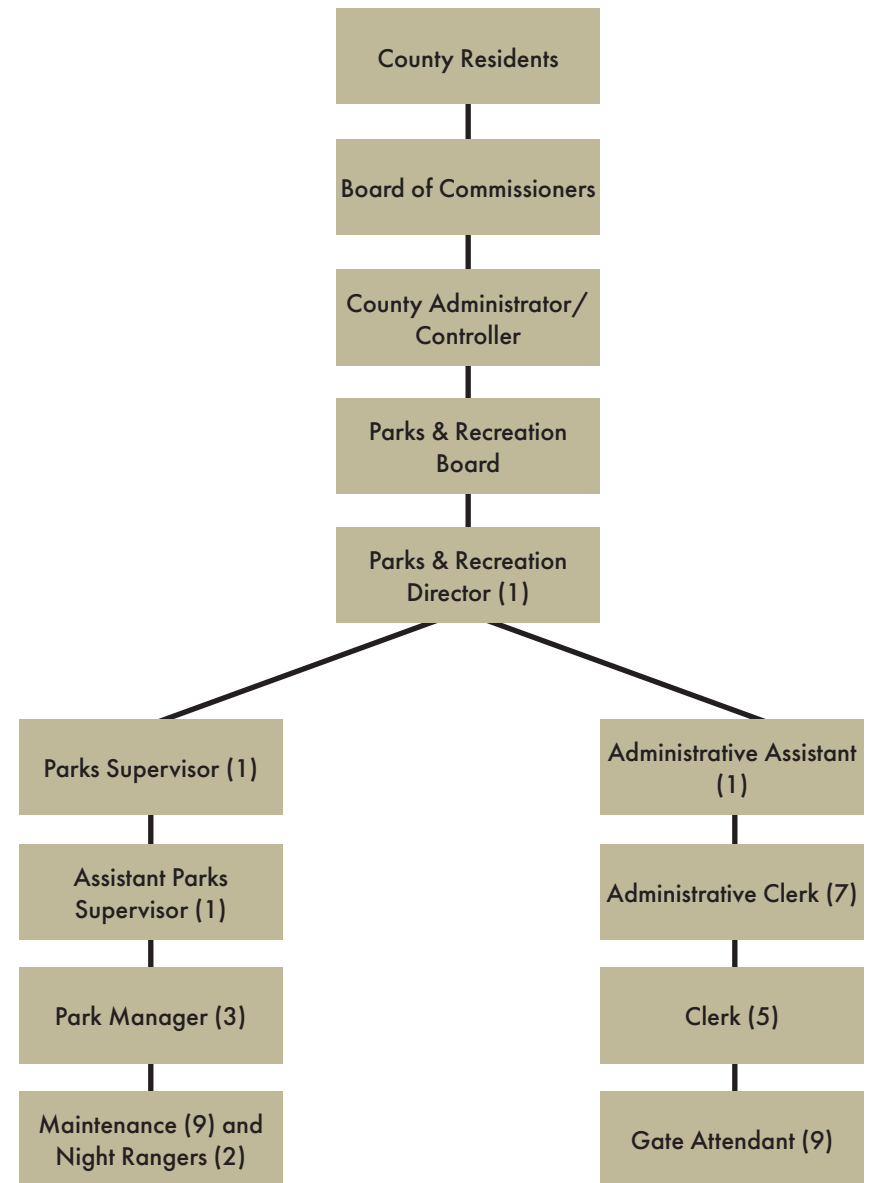 County Residents
Board of Commissioners
County Administrator/
Controller
Parks & Recreation
Board
Parks & Recreation
Director (1)
Parks Supervisor (1)
Assistant Parks
Supervisor (1)
Park Manager (3)
Maintenance (9) and
Night Rangers (2)
Administrative Assistant
(1)
Administrative Clerk (7)
Clerk (5)
Gate Attendant (9)